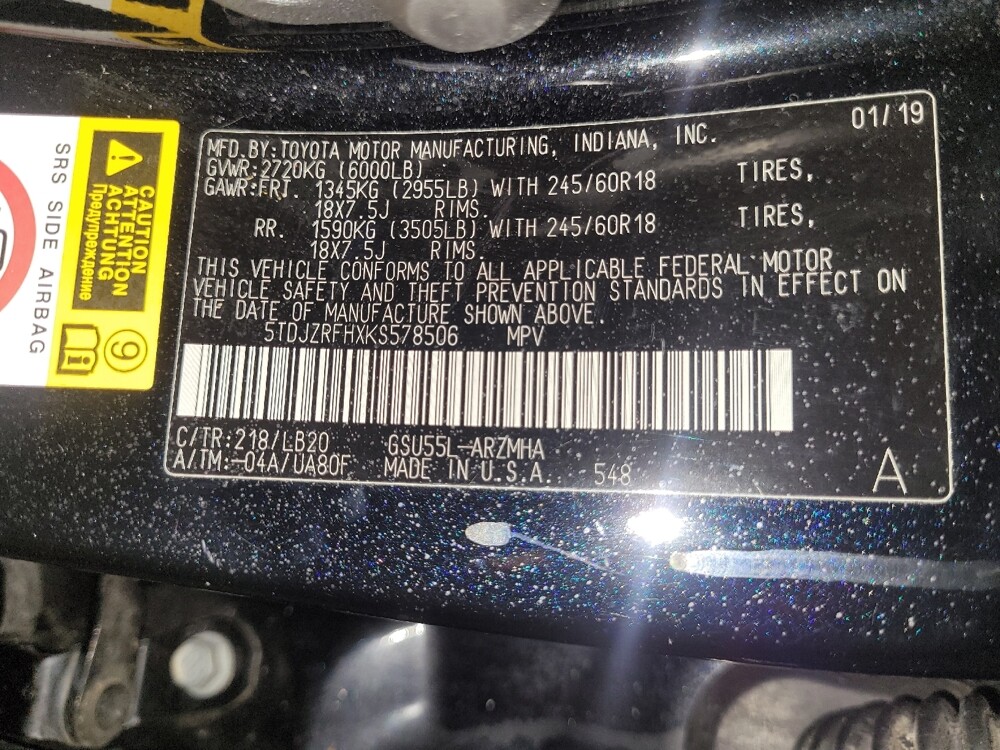 SRS SIDE AIRBAG
CAUTION
ATTENTION
ACHTUNG
Предупреждение
9
i
01/19
MFD.BY:TOYOTA MOTOR MANUFACTURING, INDIANA, INC.
GVWR:2720KG (6000LB)
GAWR:FRT. 1345KG (2955LB) WITH 245/60R18 TIRES,
18X7.5J RIMS.
RR. 1590KG (3505LB) WITH 245/60R18 TIRES,
18X7.5J RIMS.
THIS VEHICLE CONFORMS TO ALL APPLICABLE FEDERAL MOTOR
VEHICLE SAFETY AND THEFT PREVENTION STANDARDS IN EFFECT ON
THE DATE OF MANUFACTURE SHOWN ABOVE.
5TDJZRFHXKS578506 MPV
C/TR:218/LB20 GSU55L-ARZMHA
A/TM:-04A/UA80F MADE IN U.S.A. 548 A